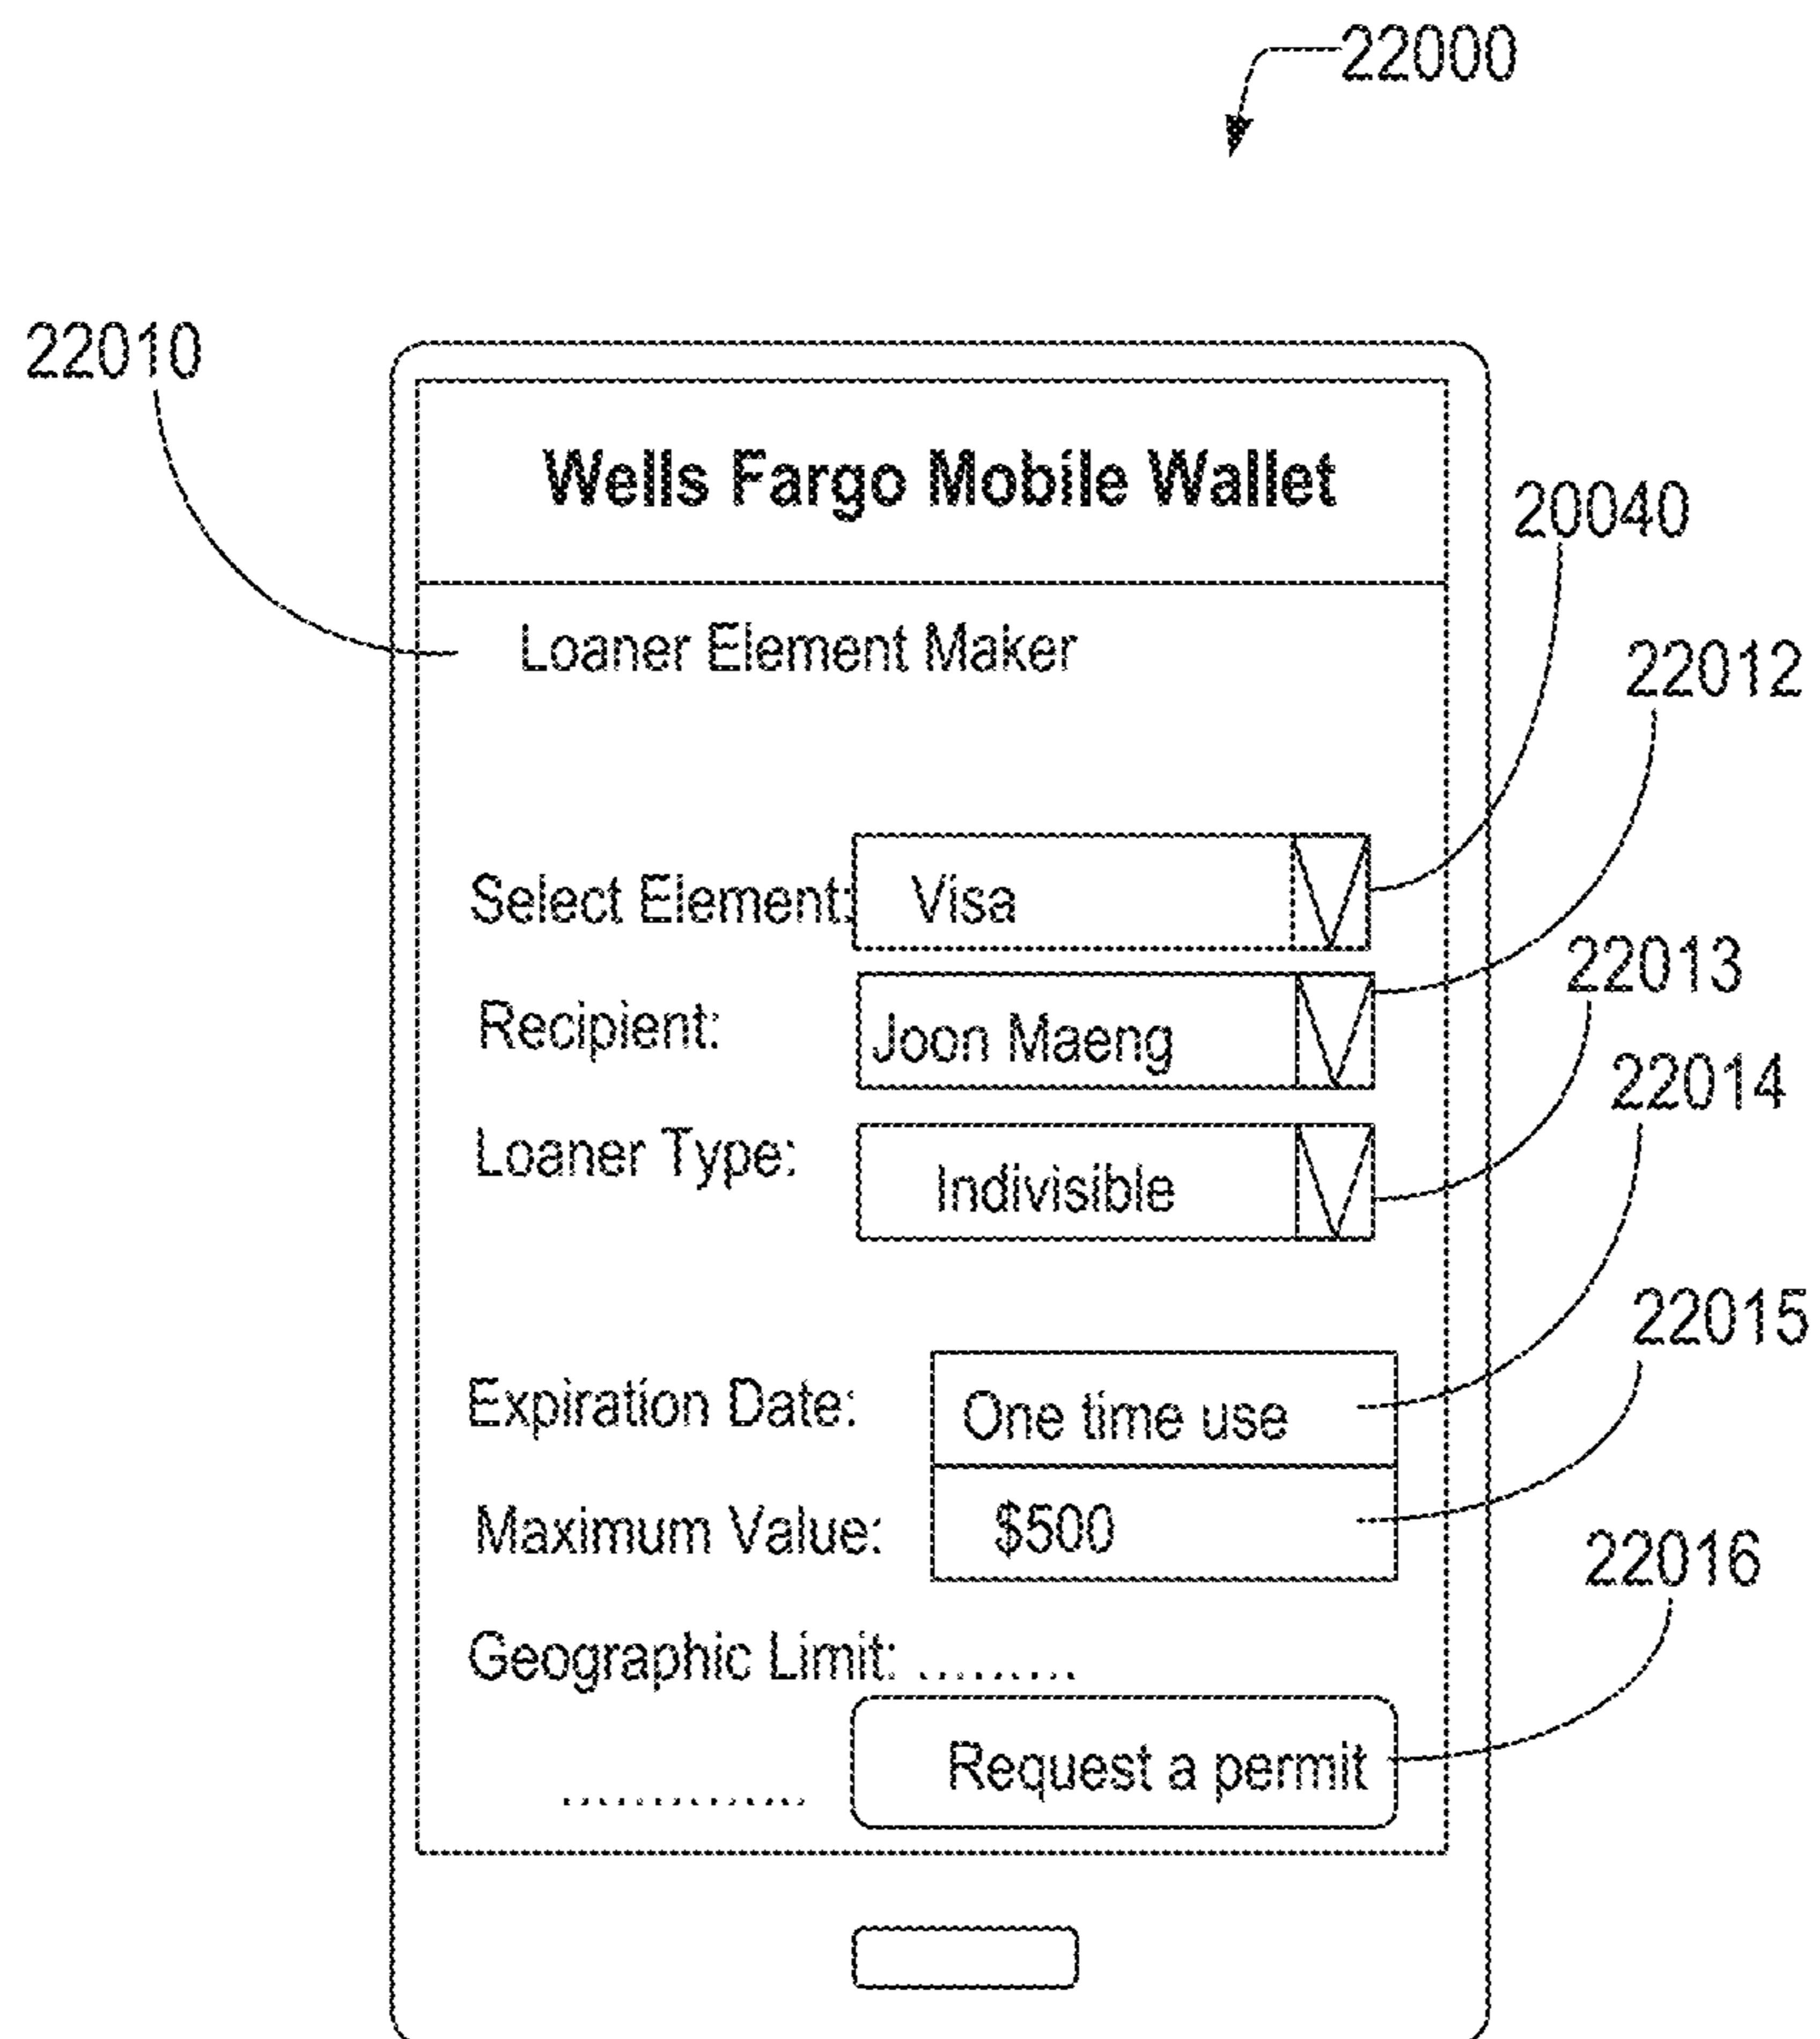 22000
22010
Wells Fargo Mobile Wallet
20040
Loaner Element Maker
22012
Select Element: Visa
22013
Recipient: Joon Maeng
22014
Loaner Type: Indivisible
22015
Expiration Date: One time use
Maximum Value: $500
22016
Geographic Limit: .........
.............. Request a permit